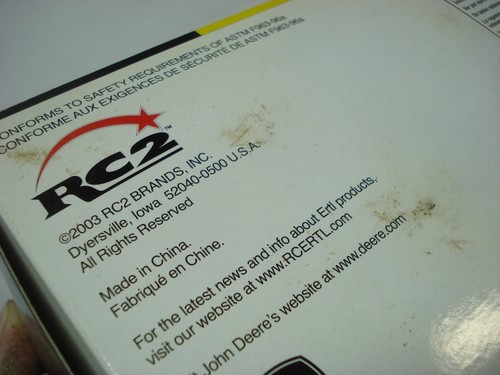 CONFORMS TO SAFETY REQUIREMENTS OF ASTM F963-96a
CONFORME AUX EXIGENCES DE SECURITE DE ASTM F963-96a
RC2™
©2003 RC2 BRANDS, INC.
Dyersville, Iowa 52040-0500 U.S.A.
All Rights Reserved
Made in China.
Fabriqué en Chine.
For the latest news and info about Ertl products,
visit our website at www.RCERTL.com
John Deere's website at www.deere.com